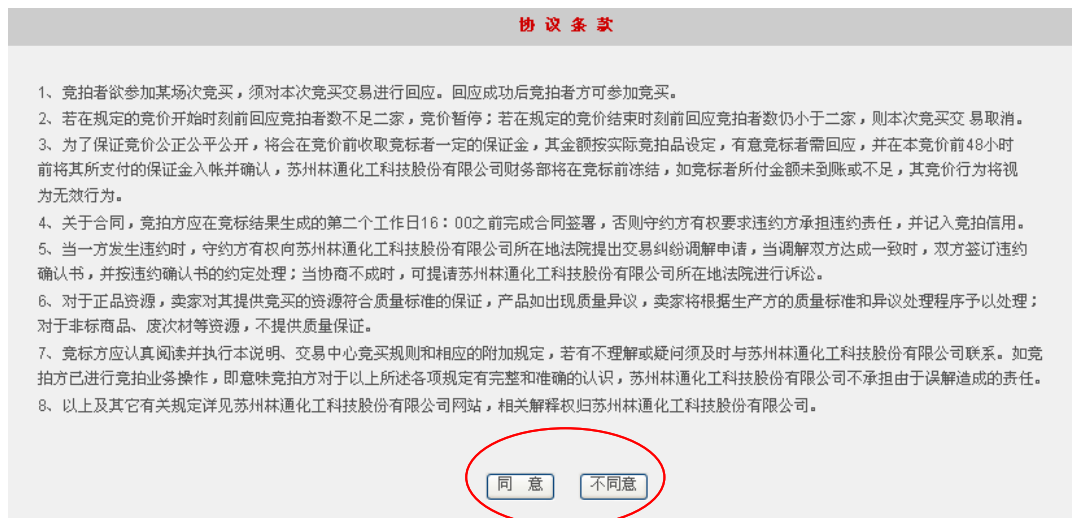 协 议 条 款
1、竞拍者欲参加某场次竞买，须对本次竞买交易进行回应。回应成功后竞拍者方可参加竞买。
2、若在规定的竞价开始时刻前回应竞拍者数不足二家，竞价暂停；若在规定的竞价结束时刻前回应竞拍者数仍小于二家，则本次竞买交 易取消。
3、为了保证竞价公正公平公开，将会在竞价前收取竞标者一定的保证金，其金额按实际竞拍品设定，有意竞标者需回应，并在本竞价前48小时
前将其所支付的保证金入帐并确认，苏州林通化工科技股份有限公司财务部将在竞标前冻结，如竞标者所付金额未到账或不足，其竞价行为将视
为无效行为。
4、关于合同，竞拍方应在竞标结果生成的第二个工作日16：00之前完成合同签署，否则守约方有权要求违约方承担违约责任，并记入竞拍信用。
5、当一方发生违约时，守约方有权向苏州林通化工科技股份有限公司所在地法院提出交易纠纷调解申请，当调解双方达成一致时，双方签订违约
确认书，并按违约确认书的约定处理；当协商不成时，可提请苏州林通化工科技股份有限公司所在地法院进行诉讼。
6、对于正品资源，卖家对其提供竞买的资源符合质量标准的保证，产品如出现质量异议，卖家将根据生产方的质量标准和异议处理程序予以处理；
对于非标商品、废次材等资源，不提供质量保证。
7、竞标方应认真阅读并执行本说明、交易中心竞买规则和相应的附加规定，若有不理解或疑问须及时与苏州林通化工科技股份有限公司联系。如竞
拍方已进行竞拍业务操作，即意味竞拍方对于以上所述各项规定有完整和准确的认识，苏州林通化工科技股份有限公司不承担由于误解造成的责任。
8、以上及其它有关规定详见苏州林通化工科技股份有限公司网站，相关解释权归苏州林通化工科技股份有限公司。
同 意 不同意